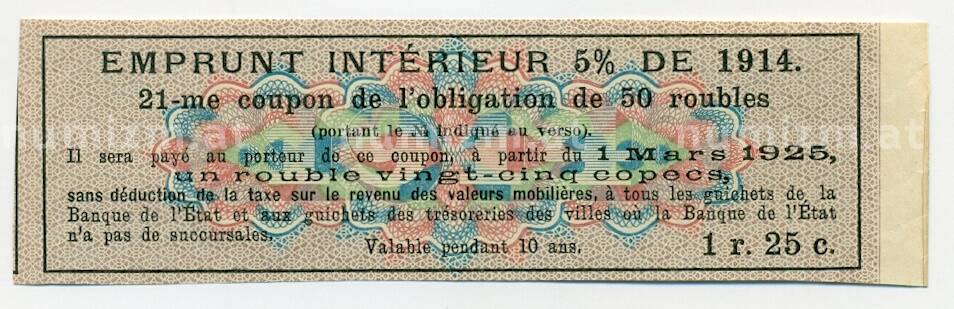 EMPRUNT INTÉRIEUR 5% DE 1914.
21-me coupon de l'obligation de 50 roubles
(portant le № indiqué au verso).
Il sera payé au porteur de ce coupon, à partir du 1 Mars 1925,
un rouble vingt-cinq copecs,
sans déduction de la taxe sur le revenu des valeurs mobilières, à tous les guichets de la
Banque de l'État et aux guichets des trésoreries des villes où la Banque de l'État
n'a pas de succursales.
Valable pendant 10 ans.
1 r. 25 c.